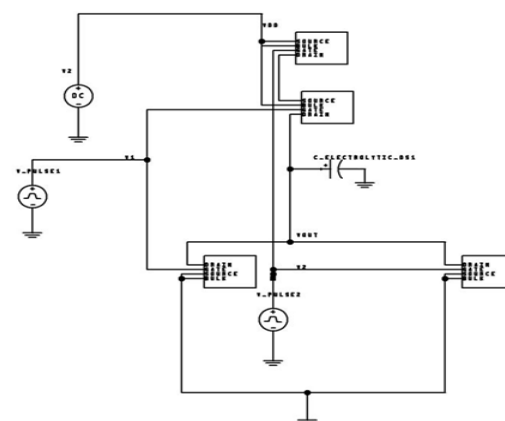 VDD
SOURCE
BULK
GATE
DRAIN
V2
DC
SOURCE
BULK
GATE
DRAIN
V_PULSE1
V1
C_ELECTROLYTIC_DS1
VOUT
DRAIN
GATE
SOURCE
BULK
V2
DRAIN
GATE
SOURCE
BULK
V_PULSE2